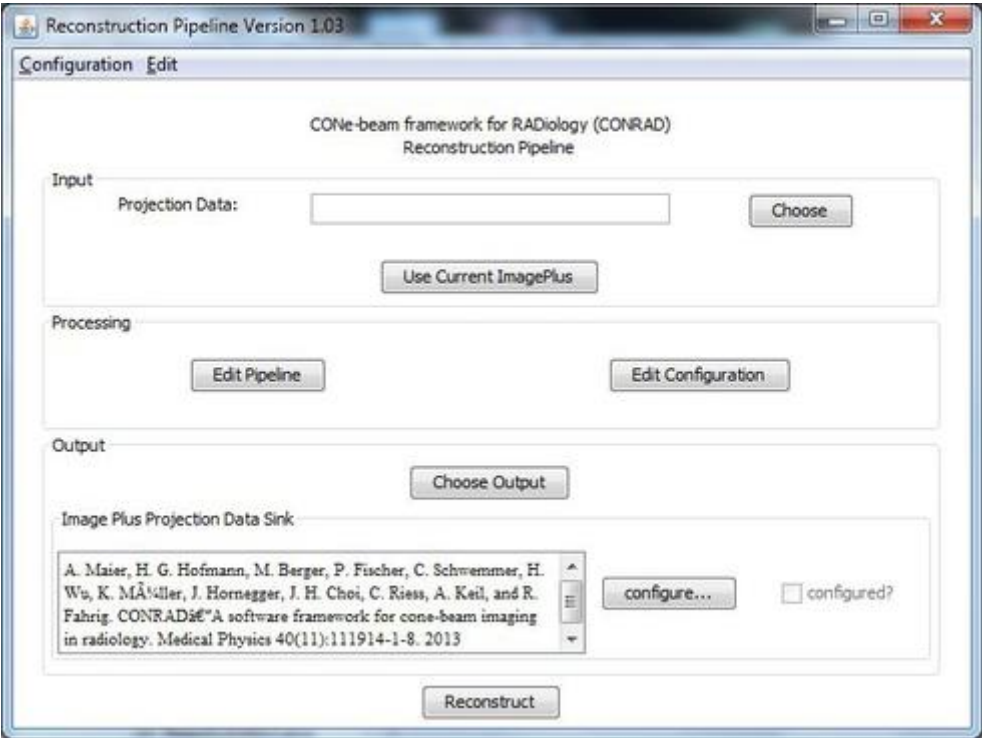 Reconstruction Pipeline Version 1.03
Configuration Edit
CONe-beam framework for RADiology (CONRAD)
Reconstruction Pipeline
Input
Projection Data:
Choose
Use Current ImagePlus
Processing
Edit Pipeline
Edit Configuration
Output
Choose Output
Image Plus Projection Data Sink
A. Maier, H. G. Hofmann, M. Berger, P. Fischer, C. Schwemmer, H.
Wu, K. MÃ¼ller, J. Hornegger, J. H. Choi, C. Riess, A. Keil, and R.
Fahrig. CONRADâ€"A software framework for cone-beam imaging
in radiology. Medical Physics 40(11):111914-1-8. 2013
configure...
configured?
Reconstruct